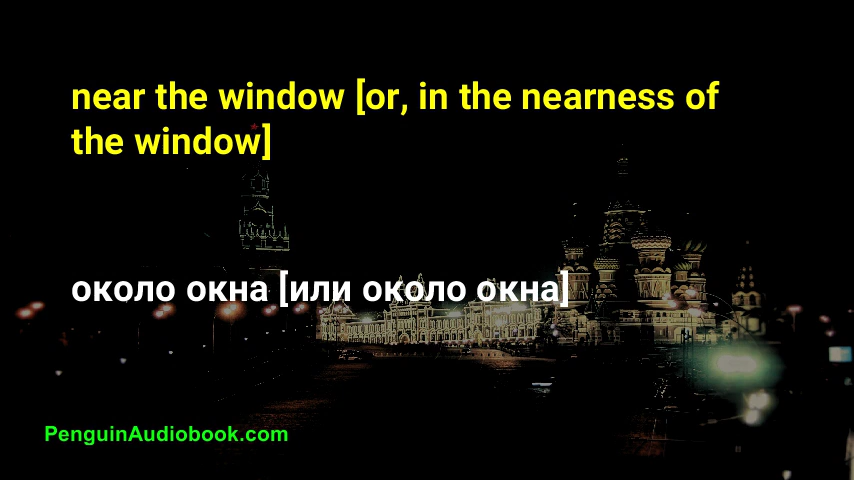 near the window [or, in the nearness of
the window]
около окна [или около окна]
PenguinAudiobook.com